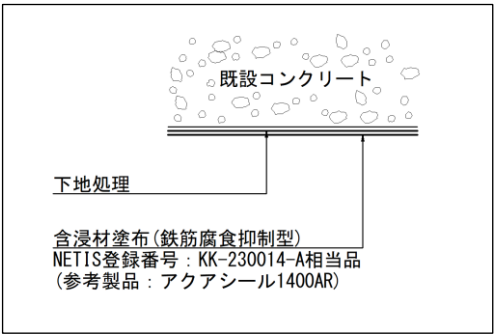 既設コンクリート
下地処理
含浸材塗布(鉄筋腐食抑制型)
NETIS登録番号：KK-230014-A相当品
(参考製品：アクアシール1400AR)